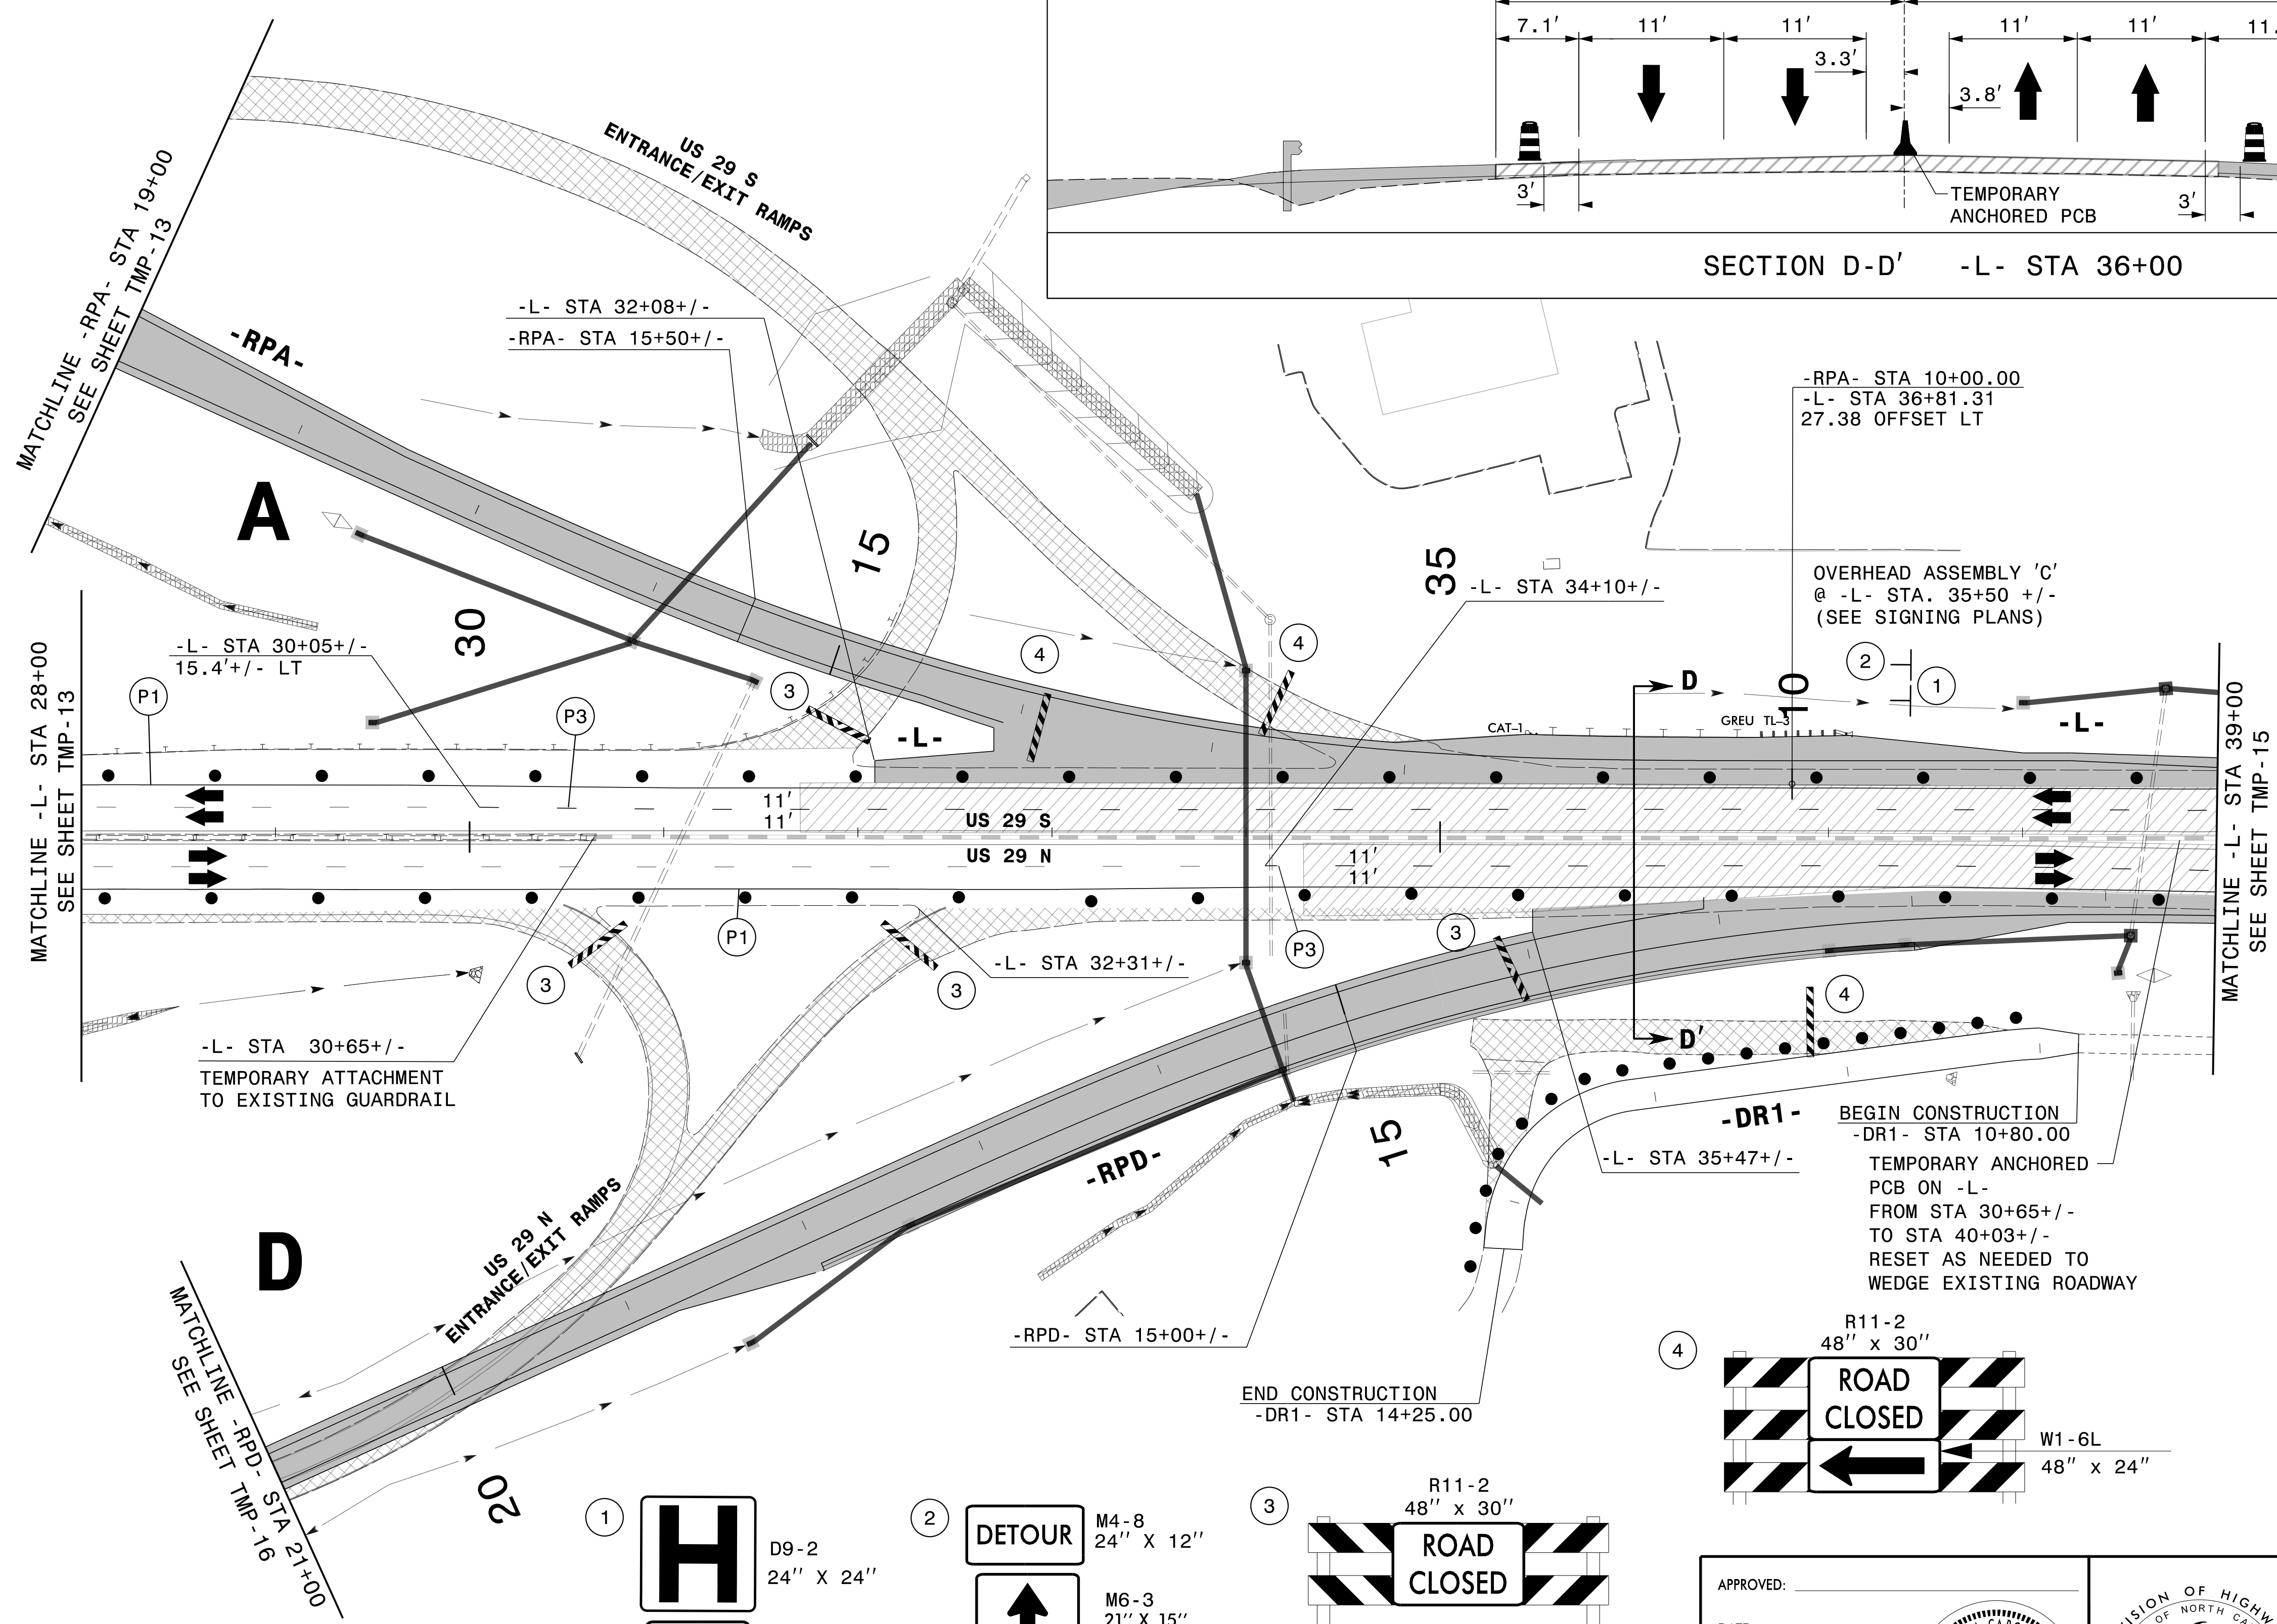 7.1'
11'
11'
11'
11'
11.
3.3'
3.8'
3'
3'
TEMPORARY
ANCHORED PCB
SECTION D-D'   -L- STA 36+00
MATCHLINE -RPA- STA 19+00
SEE SHEET TMP-13
US 29 S
ENTRANCE/EXIT RAMPS
-RPA-
-L- STA 32+08+/-
-RPA- STA 15+50+/-
-RPA- STA 10+00.00
-L- STA 36+81.31
27.38 OFFSET LT
A
15
30
35
10
-L- STA 34+10+/-
OVERHEAD ASSEMBLY 'C'
@ -L- STA. 35+50 +/-
(SEE SIGNING PLANS)
-L- STA 30+05+/-
15.4'+/- LT
P1
P3
3
4
4
2
1
D
CAT-1
GREU TL-3
-L-
-L-
S
MATCHLINE -L- STA 28+00
SEE SHEET TMP-13
MATCHLINE -L- STA 39+00
SEE SHEET TMP-15
11'
11'
US 29 S
US 29 N
11'
11'
P1
P3
3
3
3
4
-L- STA 32+31+/-
D'
-L- STA  30+65+/-
TEMPORARY ATTACHMENT
TO EXISTING GUARDRAIL
-DR1-
BEGIN CONSTRUCTION
-DR1- STA 10+80.00
-L- STA 35+47+/-
TEMPORARY ANCHORED
PCB ON -L-
FROM STA 30+65+/-
TO STA 40+03+/-
RESET AS NEEDED TO
WEDGE EXISTING ROADWAY
15
-RPD-
US 29 N
ENTRANCE/EXIT RAMPS
D
MATCHLINE -RPD- STA 21+00
SEE SHEET TMP-16
20
-RPD- STA 15+00+/-
END CONSTRUCTION
-DR1- STA 14+25.00
4
R11-2
48" x 30"
ROAD
CLOSED
W1-6L
48" x 24"
1
H
D9-2
24" X 24"
2
DETOUR
M4-8
24" X 12"
M6-3
21" X 15"
3
R11-2
48" x 30"
ROAD
CLOSED
APPROVED:
OF HIGHW
OF NORTH CA